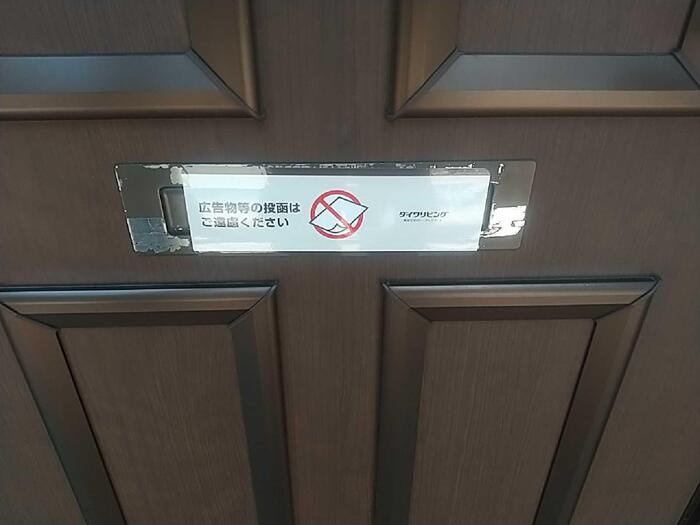 広告物等の投函は
ご遠慮ください
ダイワリビング